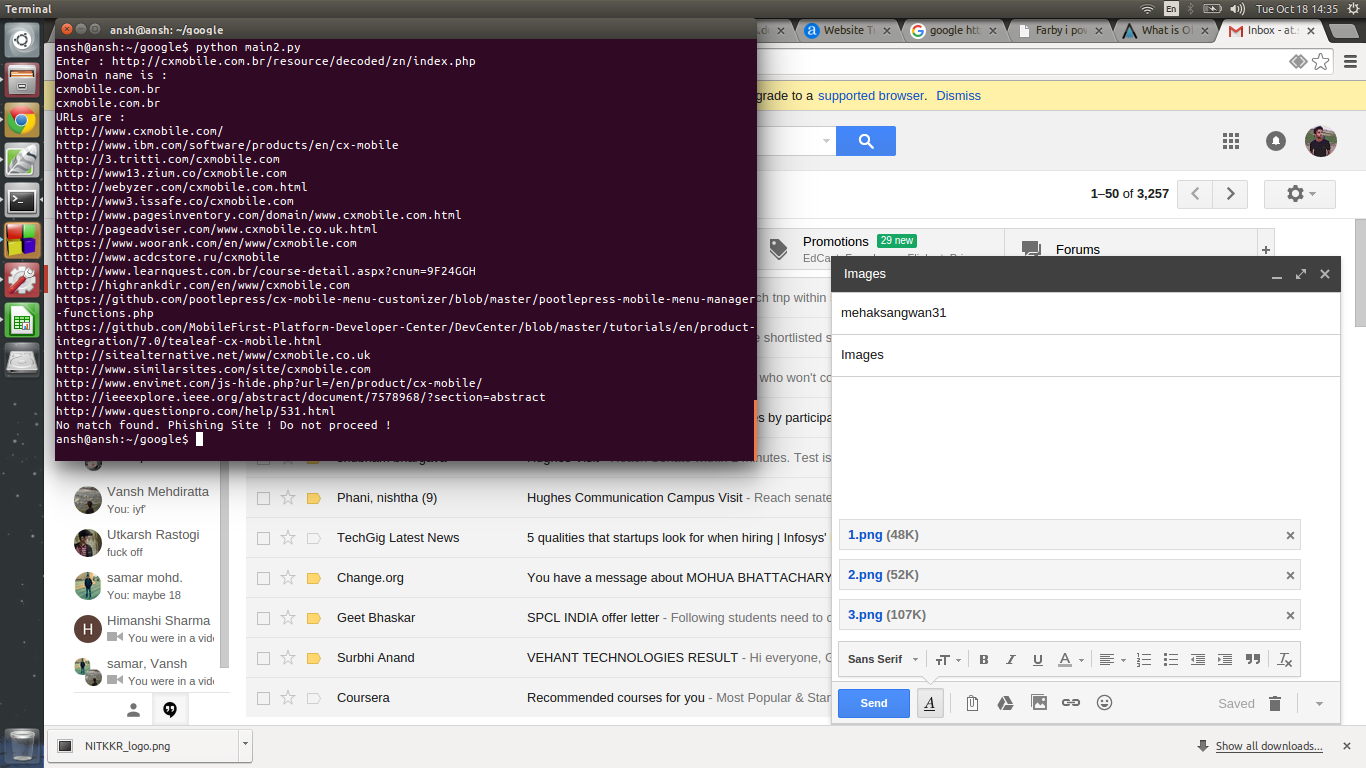 Terminal
En
Tue Oct 18 14:35
ansh@ansh: ~/google
ansh@ansh:~/google$ python main2.py
Enter : http://cxmobile.com.br/resource/decoded/zn/index.php
Domain name is :
cxmobile.com.br
cxmobile.com.br
URLs are :
http://www.cxmobile.com/
http://www.ibm.com/software/products/en/cx-mobile
http://3.tritti.com/cxmobile.com
http://www13.zium.co/cxmobile.com
http://webyzer.com/cxmobile.com.html
http://www3.issafe.co/cxmobile.com
http://www.pagesinventory.com/domain/www.cxmobile.com.html
http://pageadviser.com/www.cxmobile.co.uk.html
https://www.woorank.com/en/www/cxmobile.com
http://www.acdcstore.ru/cxmobile
http://www.learnquest.com.br/course-detail.aspx?cnum=9F24GGH
http://highrankdir.com/en/www/cxmobile.com
https://github.com/pootlepress/cx-mobile-menu-customizer/blob/master/pootlepress-mobile-menu-manager
-functions.php
https://github.com/MobileFirst-Platform-Developer-Center/DevCenter/blob/master/tutorials/en/product-
integration/7.0/tealeaf-cx-mobile.html
http://sitealternative.net/www/cxmobile.co.uk
http://www.similarsites.com/site/cxmobile.com
http://www.envimet.com/js-hide.php?url=/en/product/cx-mobile/
http://ieeexplore.ieee.org/abstract/document/7578968/?section=abstract
http://www.questionpro.com/help/531.html
No match found. Phishing Site ! Do not proceed !
ansh@ansh:~/google$
Website T
google htt
Farby i pow
What is O
Inbox - at.s
grade to a supported browser. Dismiss
1–50 of 3,257
Promotions 29 new
Forums
ch tnp within
e shortlisted s
who won't co
es by participa
inutes. Test is
Vansh Mehdiratta
You: iyf'
Utkarsh Rastogi
fuck off
samar mohd.
You: maybe 18
Himanshi Sharma
You were in a vide
samar, Vansh
You were in a vide
Phani, nishtha (9) Hughes Communication Campus Visit - Reach senate
TechGig Latest News 5 qualities that startups look for when hiring | Infosys'
Change.org You have a message about MOHUA BHATTACHARY
Geet Bhaskar SPCL INDIA offer letter - Following students need to
Surbhi Anand VEHANT TECHNOLOGIES RESULT - Hi everyone,
Coursera Recommended courses for you - Most Popular & Star
Images
mehaksangwan31
Images
1.png (48K)
2.png (52K)
3.png (107K)
Sans Serif
Send
Saved
NITKKR_logo.png
Show all downloads...